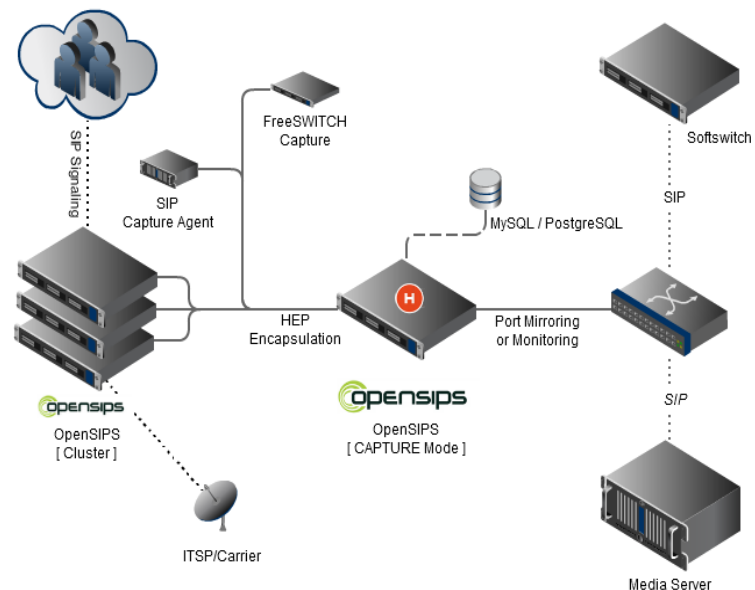 FreeSWITCH
Capture
Softswitch
SIP Signaling
SIP
Capture Agent
SIP
MySQL / PostgreSQL
H
HEP
Encapsulation
Port Mirroring
or Monitoring
opensips
OpenSIPS
[ Cluster ]
opensips
OpenSIPS
[ CAPTURE Mode ]
SIP
ITSP/Carrier
Media Server